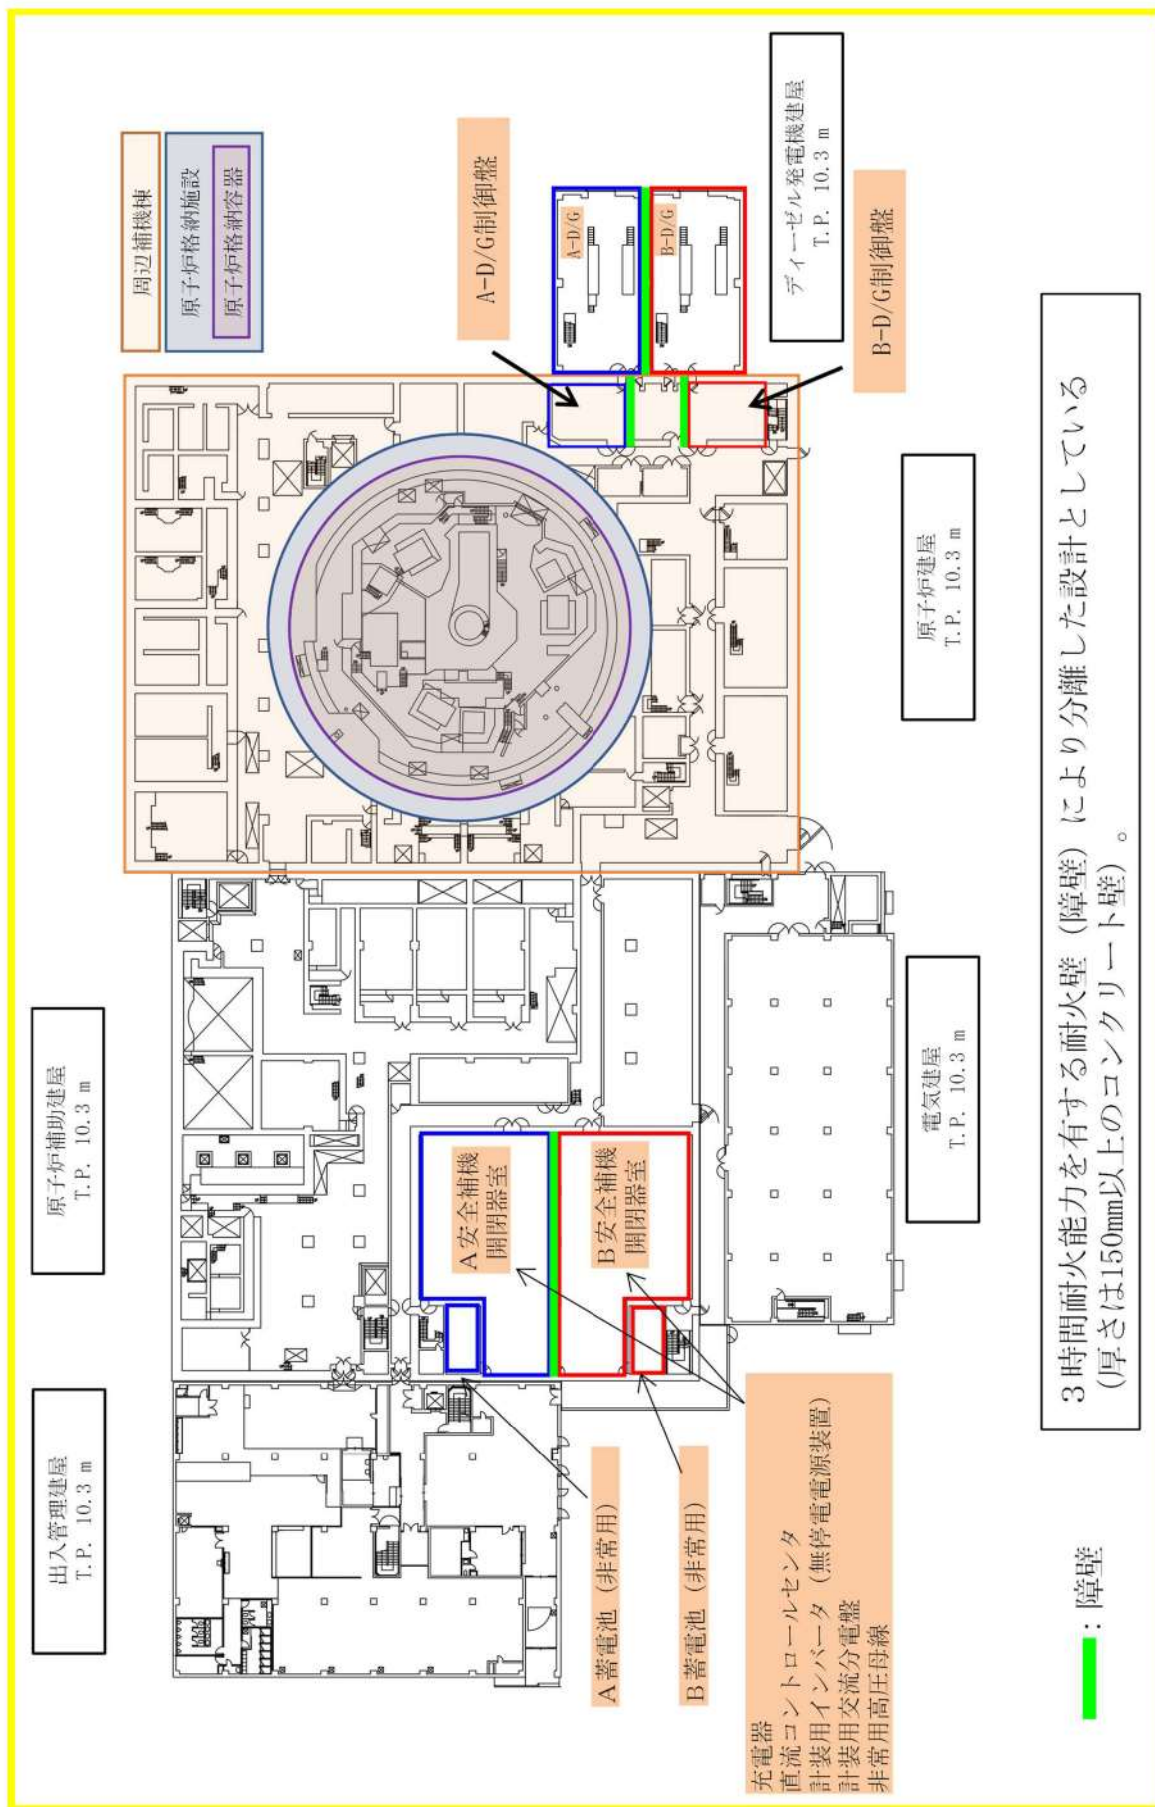 周辺補機棟
原子炉格納施設
原子炉格納容器
A-D/G制御盤
A-D/G
B-D/G
ディーゼル発電機建屋
T.P. 10.3 m
B-D/G制御盤
原子炉建屋
T.P. 10.3 m
原子炉補助建屋
T.P. 10.3 m
A安全補機
開閉器室
B安全補機
開閉器室
電気建屋
T.P. 10.3 m
出入管理建屋
T.P. 10.3 m
A蓄電池（非常用）
B蓄電池（非常用）
充電器
直流コントロールセンタ
計装用インバータ（無停電電源装置）
計装用交流分電盤
非常用高圧母線
：障壁
３時間耐火能力を有する耐火壁（障壁）により分離した設計としている
（厚さは150mm以上のコンクリート壁）。